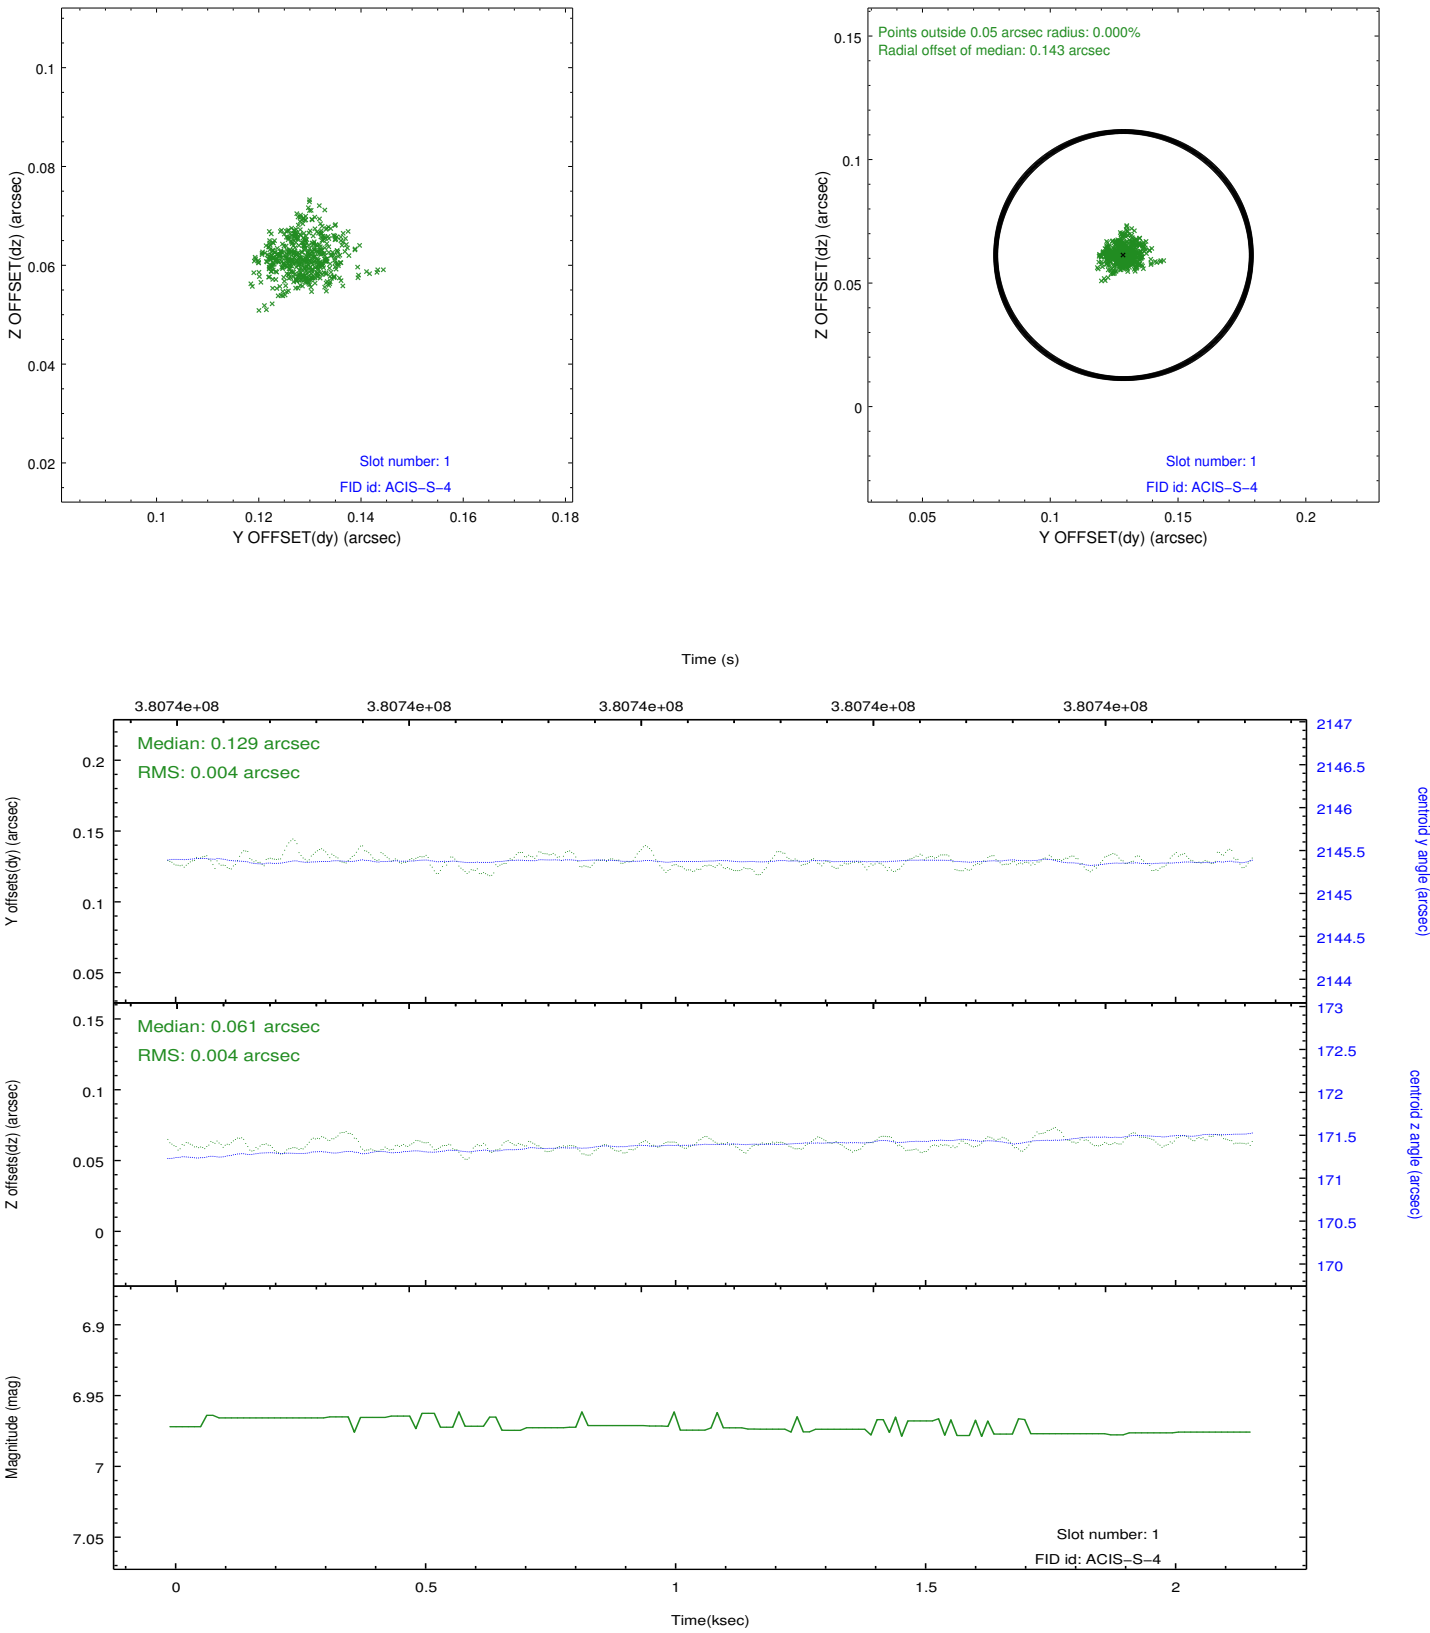 0.1
0.08
0.06
0.04
0.02
Z OFFSET(dz) (arcsec)
Slot number: 1
FID id: ACIS−S−4
0.1 0.12 0.14 0.16 0.18
Y OFFSET(dy) (arcsec)
Points outside 0.05 arcsec radius: 0.000%
Radial offset of median: 0.143 arcsec
0.15
0.1
0.05
0
Z OFFSET(dz) (arcsec)
Slot number: 1
FID id: ACIS−S−4
0.05 0.1 0.15 0.2
Y OFFSET(dy) (arcsec)
Time (s)
3.8074e+08 3.8074e+08 3.8074e+08 3.8074e+08 3.8074e+08
Median: 0.129 arcsec
RMS: 0.004 arcsec
0.2
0.15
0.1
0.05
Y offsets(dy) (arcsec)
2147
2146.5
2146
2145.5
2145
2144.5
2144
centroid y angle (arcsec)
Median: 0.061 arcsec
RMS: 0.004 arcsec
0.15
0.1
0.05
0
Z offsets(dz) (arcsec)
173
172.5
172
171.5
171
170.5
170
centroid z angle (arcsec)
6.9
6.95
7
7.05
Magnitude (mag)
Slot number: 1
FID id: ACIS−S−4
0 0.5 1 1.5 2
Time(ksec)